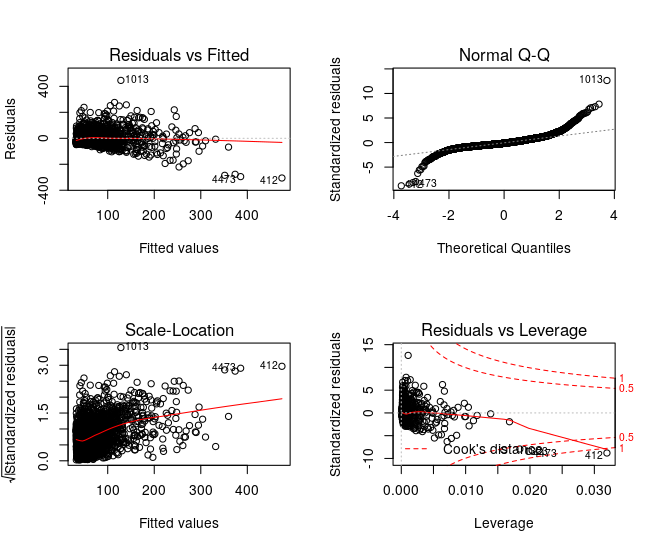 Residuals vs Fitted
Residuals
400
0
-400
1013
4473
412
100 200 300 400
Fitted values
Normal Q-Q
Standardized residuals
10
5
0
-5
1013
4473
-4 -2 0 2 4
Theoretical Quantiles
Scale-Location
√|Standardized residuals|
3.0
1.5
0.0
1013
4473
412
100 200 300 400
Fitted values
Residuals vs Leverage
Standardized residuals
15
5
0
-10
1
0.5
0.5
1
Cook's distance
412
0.000 0.010 0.020 0.030
Leverage